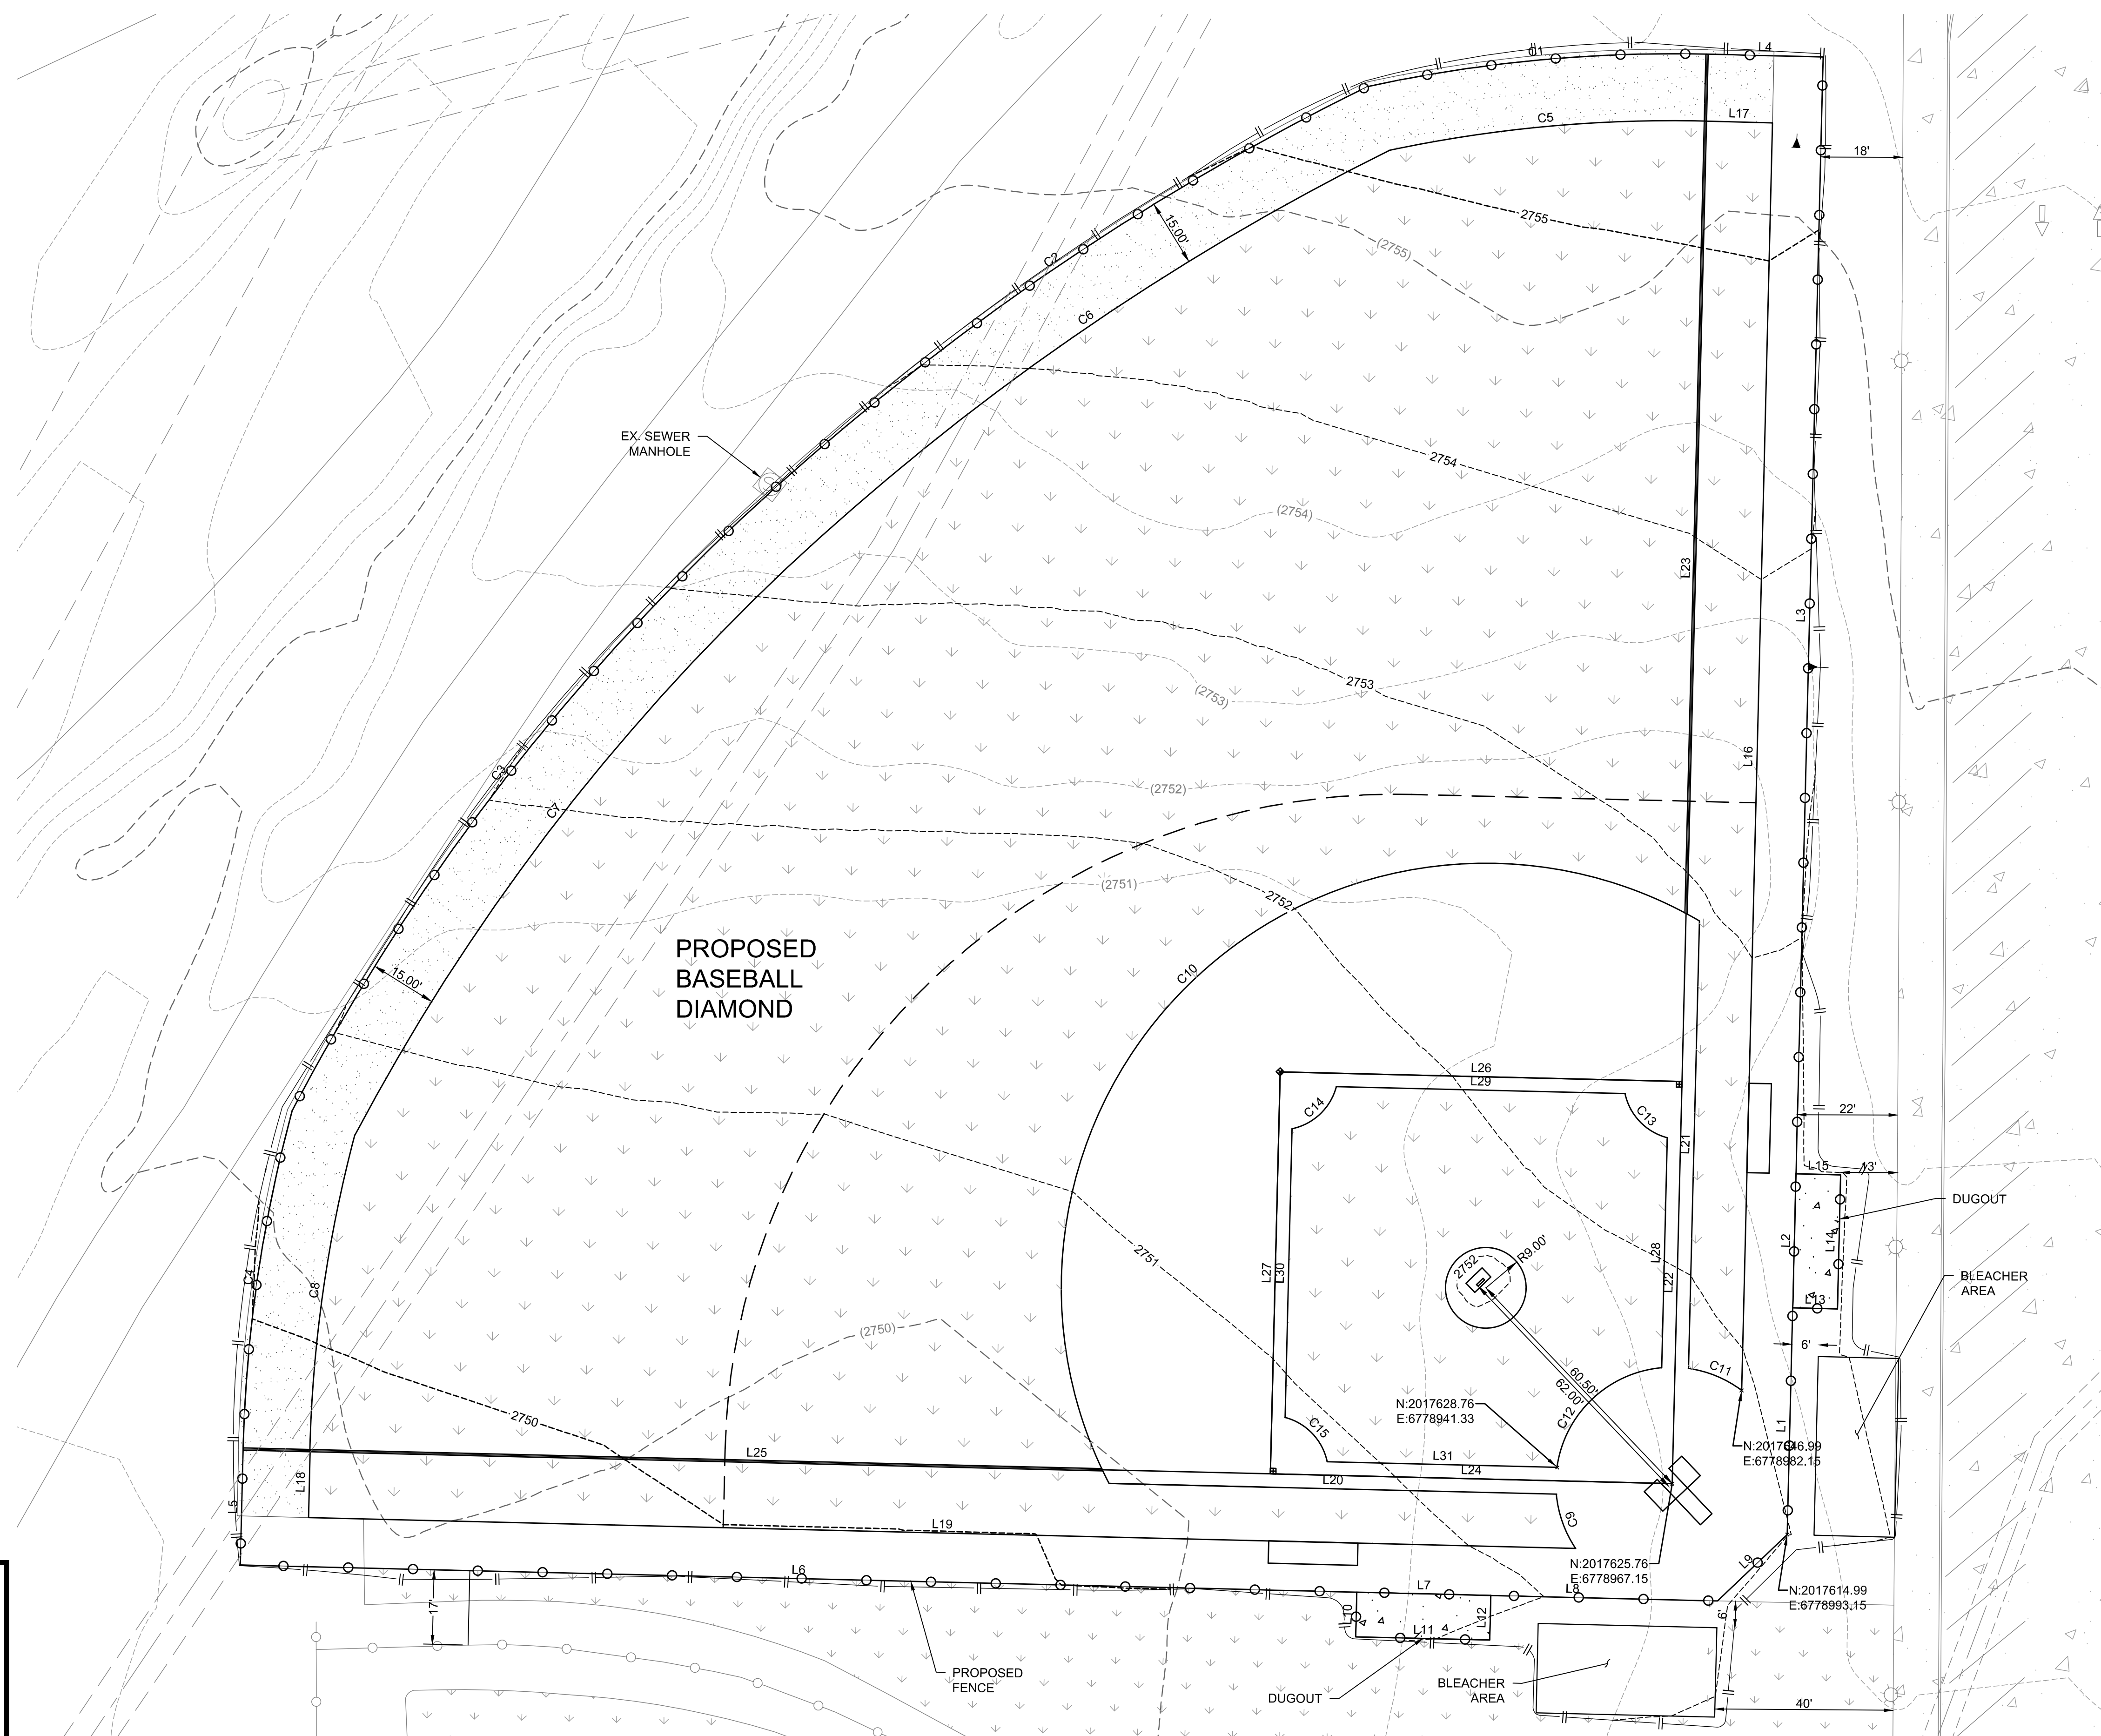 C1
L4
C5
L17
18'
15.00'
2755
(2755)
C2
C6
EX. SEWER
MANHOLE
2754
(2754)
L23
L3
2753
(2753)
L16
C3
(2752)
C7
(2751)
2752
PROPOSED
BASEBALL
DIAMOND
C10
15.00'
L26
L29
C14
C13
L21
22'
L15
13'
DUGOUT
L2
L14
2751
C4
C8
L27
L30
2752
R9.00'
L28
L22
BLEACHER
AREA
L13
(2750)
6'
60.50'
62.00'
C11
N:2017628.76
E:6778941.33
C12
2750
C15
L1
N:2017646.99
E:6778982.15
L25
L31
L24
L20
L18
L5
C9
L19
N:2017625.76
E:6778967.15
L9
L6
L7
L8
N:2017614.99
E:6778993.15
17'
L10
L12
L11
6'
PROPOSED
FENCE
DUGOUT
BLEACHER
AREA
40'